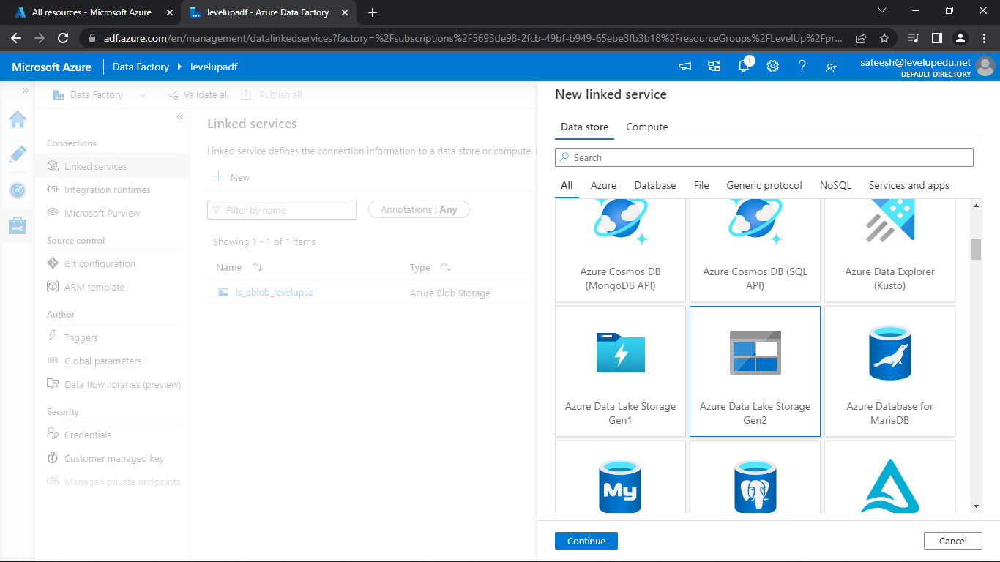 All resources - Microsoft Azure
levelupadf - Azure Data Factory
adf.azure.com/en/management/datalinkedservices?factory=%2Fsubscriptions%2F5693de98-2fcb-49bf-b949-65ebe3fb3b18%2FresourceGroups%2FLevelUp%2Fpr...
Microsoft Azure
Data Factory
levelupadf
1
sateesh@levelupedu.net
DEFAULT DIRECTORY
Data Factory
Validate all
Publish all
Connections
Linked services
Integration runtimes
Microsoft Purview
Source control
Git configuration
ARM template
Author
Triggers
Global parameters
Data flow libraries (preview)
Security
Credentials
Customer managed key
Managed private endpoints
Linked services
Linked service defines the connection information to a data store or compute.
New
Filter by name
Annotations : Any
Showing 1 - 1 of 1 items
Name
Type
ls_ablob_levelupsa
Azure Blob Storage
New linked service
Data store
Compute
Search
All
Azure
Database
File
Generic protocol
NoSQL
Services and apps
Azure Cosmos DB
(MongoDB API)
Azure Cosmos DB (SQL
API)
Azure Data Explorer
(Kusto)
Azure Data Lake Storage
Gen1
Azure Data Lake Storage
Gen2
Azure Database for
MariaDB
My
Continue
Cancel